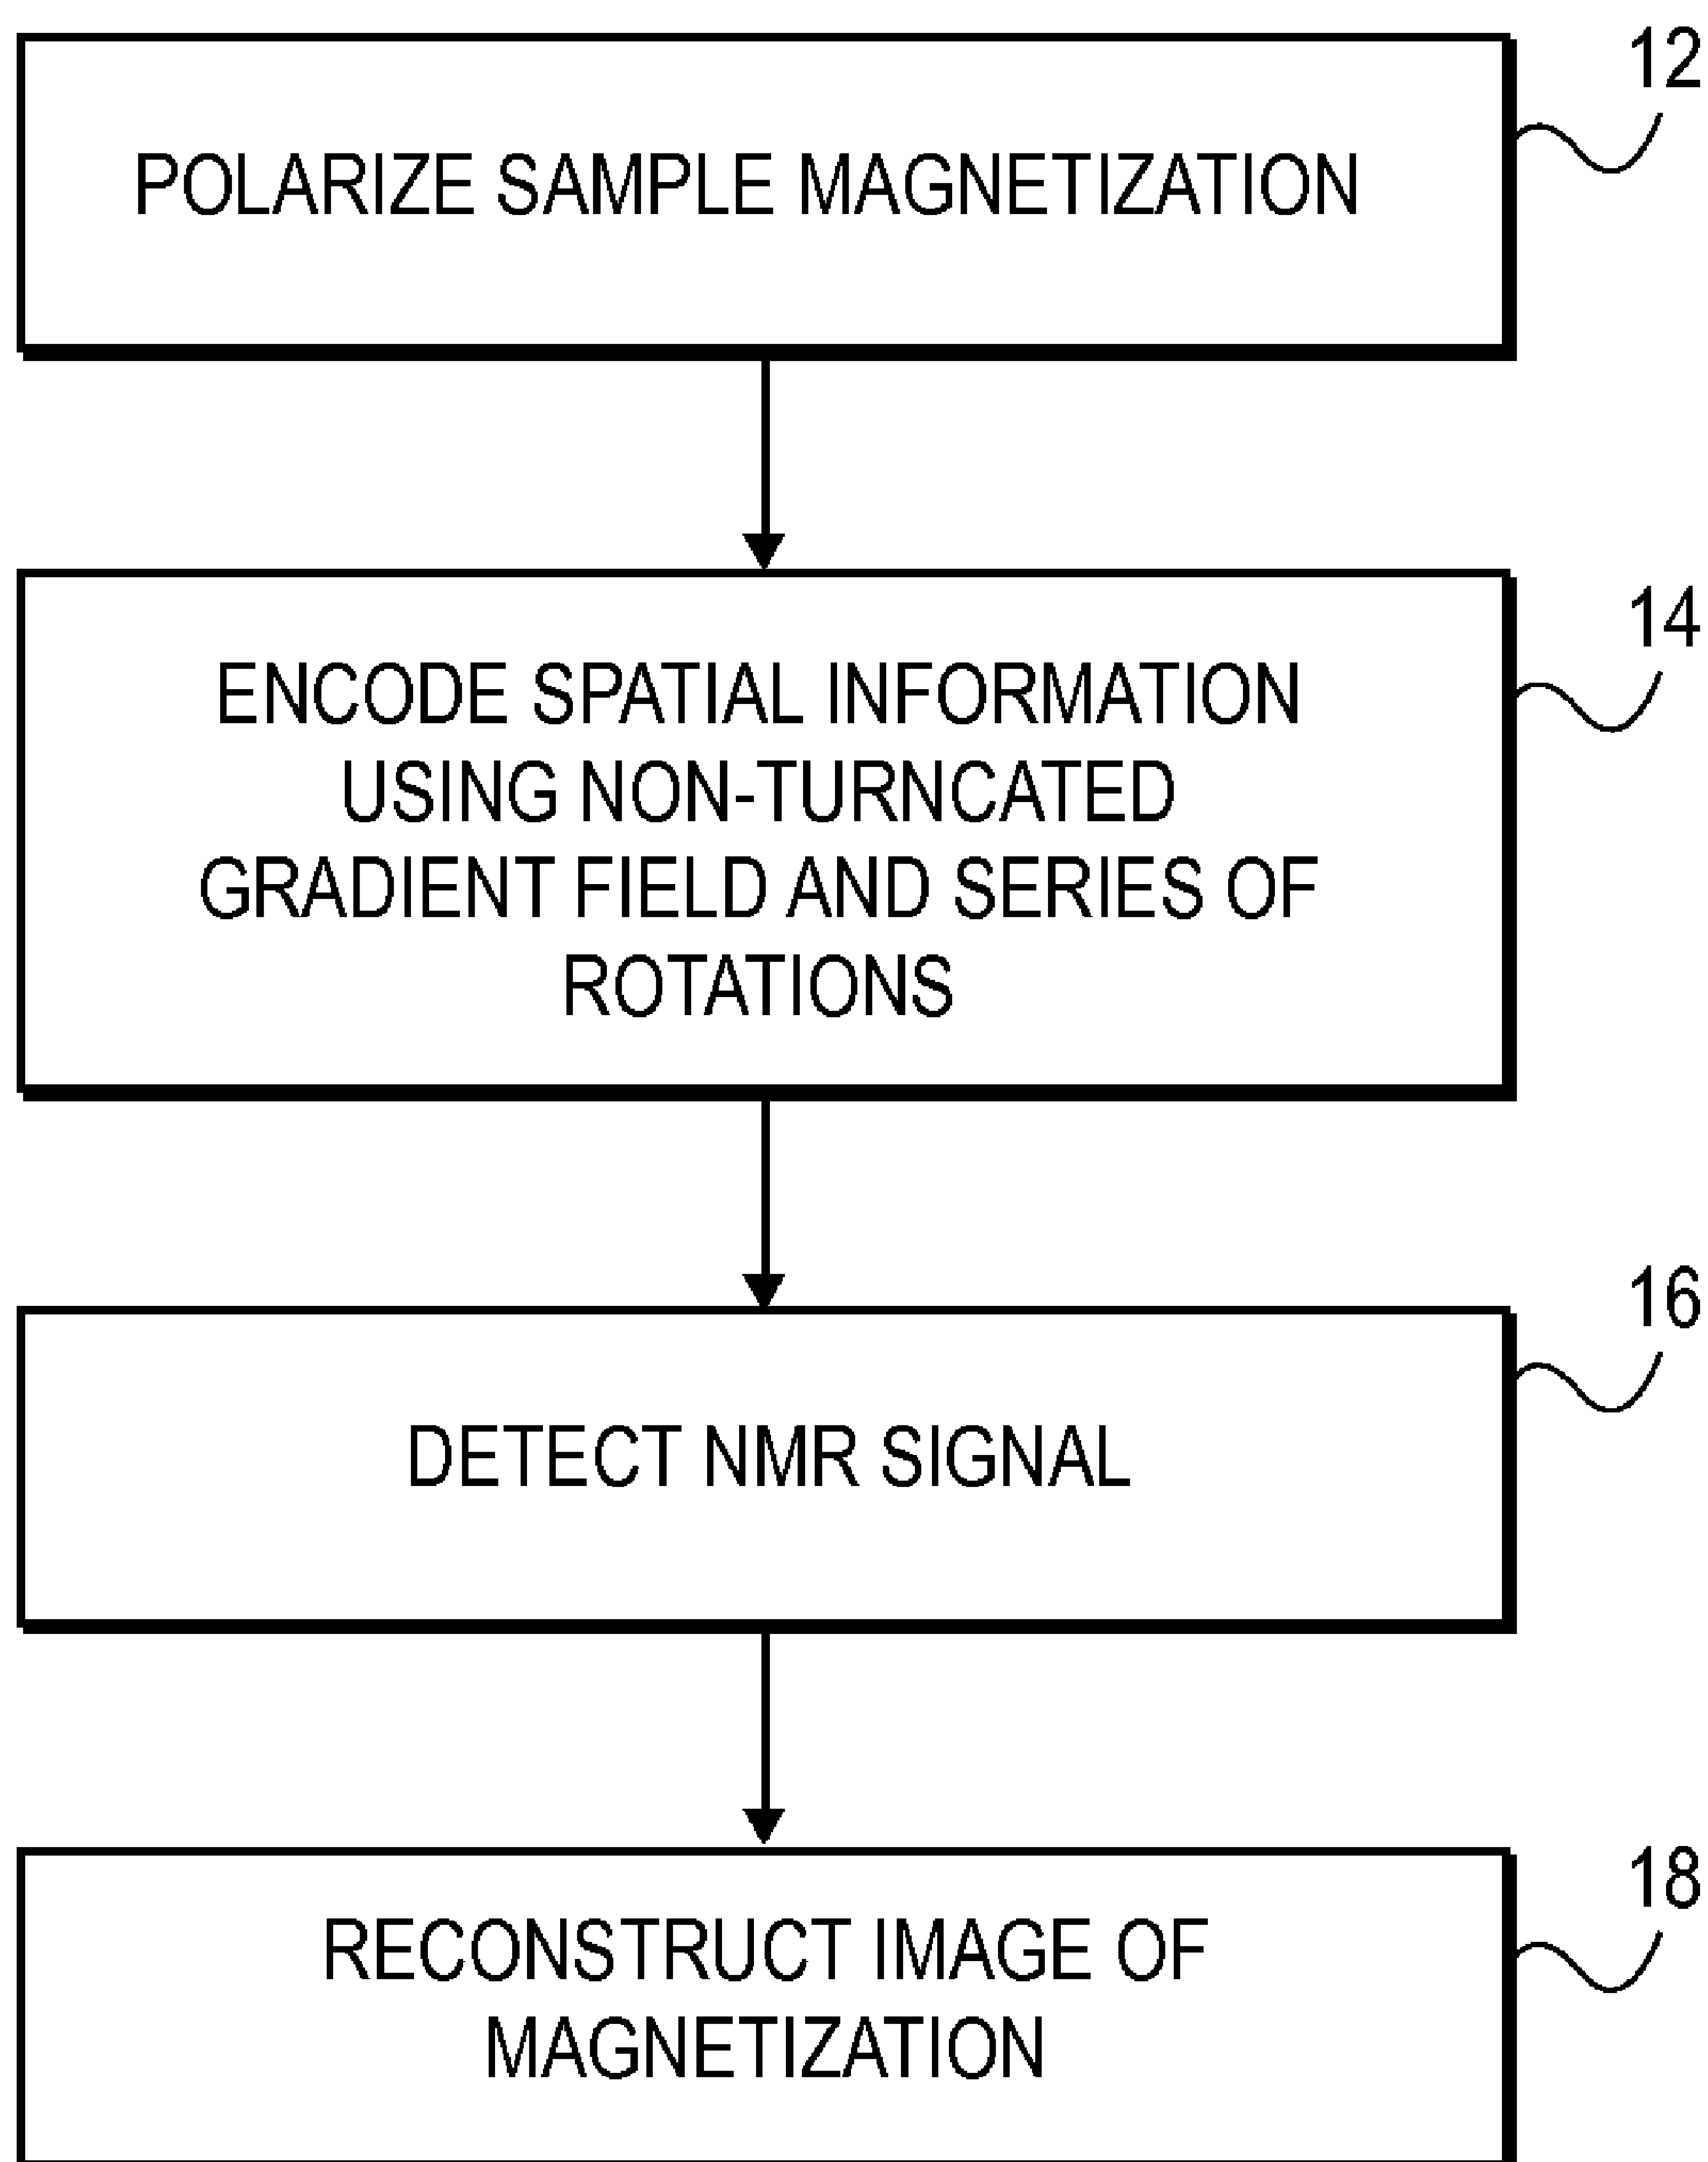 12
POLARIZE SAMPLE MAGNETIZATION
14
ENCODE SPATIAL INFORMATION
USING NON-TURNCATED
GRADIENT FIELD AND SERIES OF
ROTATIONS
16
DETECT NMR SIGNAL
18
RECONSTRUCT IMAGE OF
MAGNETIZATION